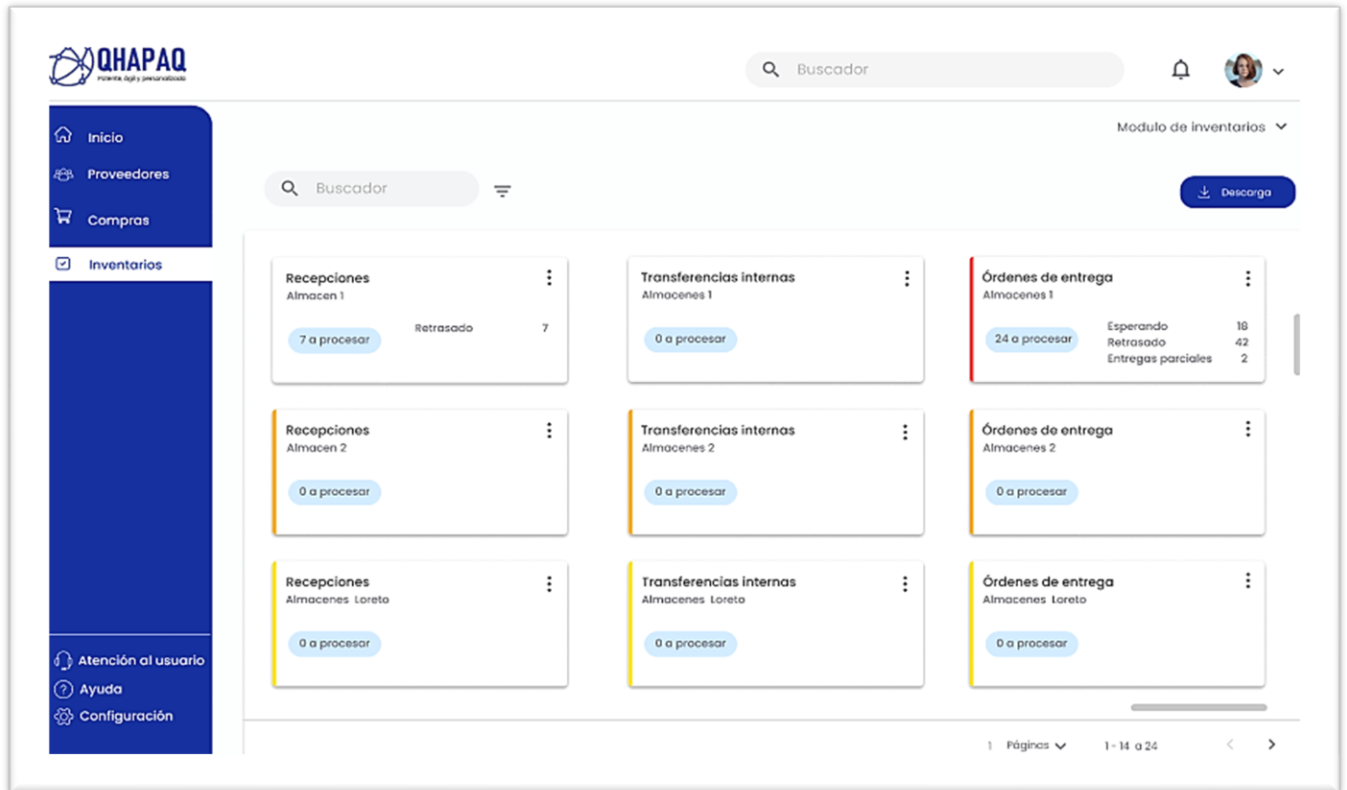 QHAPAQ
Potente, ágil y personalizado
Buscador
Modulo de inventarios
Inicio
Proveedores
Compras
Inventarios
Buscador
Descarga
Recepciones
Almacen 1
7 a procesar
Retrasado 7
Transferencias internas
Almacenes 1
0 a procesar
Órdenes de entrega
Almacenes 1
24 a procesar
Esperando 18
Retrasado 42
Entregas parciales 2
Recepciones
Almacen 2
0 a procesar
Transferencias internas
Almacenes 2
0 a procesar
Órdenes de entrega
Almacenes 2
0 a procesar
Recepciones
Almacenes Loreto
0 a procesar
Transferencias internas
Almacenes Loreto
0 a procesar
Órdenes de entrega
Almacenes Loreto
0 a procesar
Atención al usuario
Ayuda
Configuración
1 Páginas 1 - 14 a 24